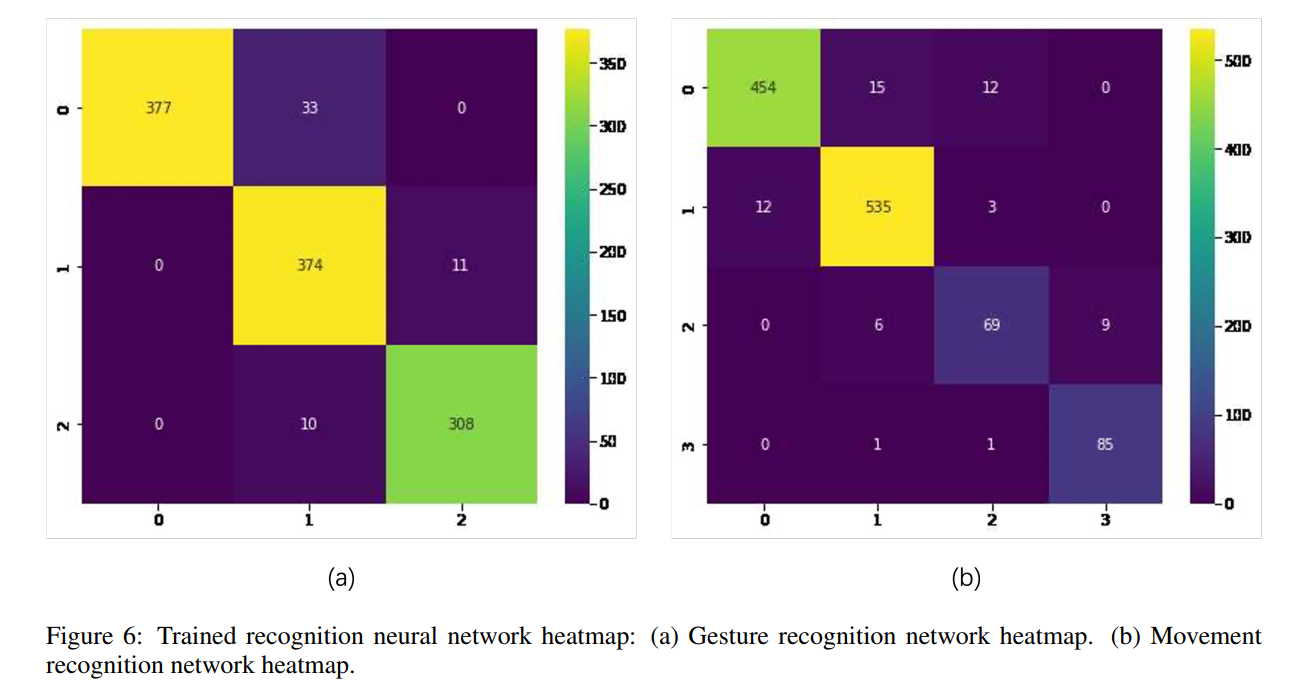 377 33 0
0 374 11
0 10 308
0
1
2
0 1 2
350
300
250
200
150
100
50
0
(a)
454 15 12 0
12 535 3 0
0 6 69 9
0 1 1 85
0
1
2
3
0 1 2 3
500
400
300
200
100
0
(b)
Figure 6: Trained recognition neural network heatmap: (a) Gesture recognition network heatmap. (b) Movement
recognition network heatmap.